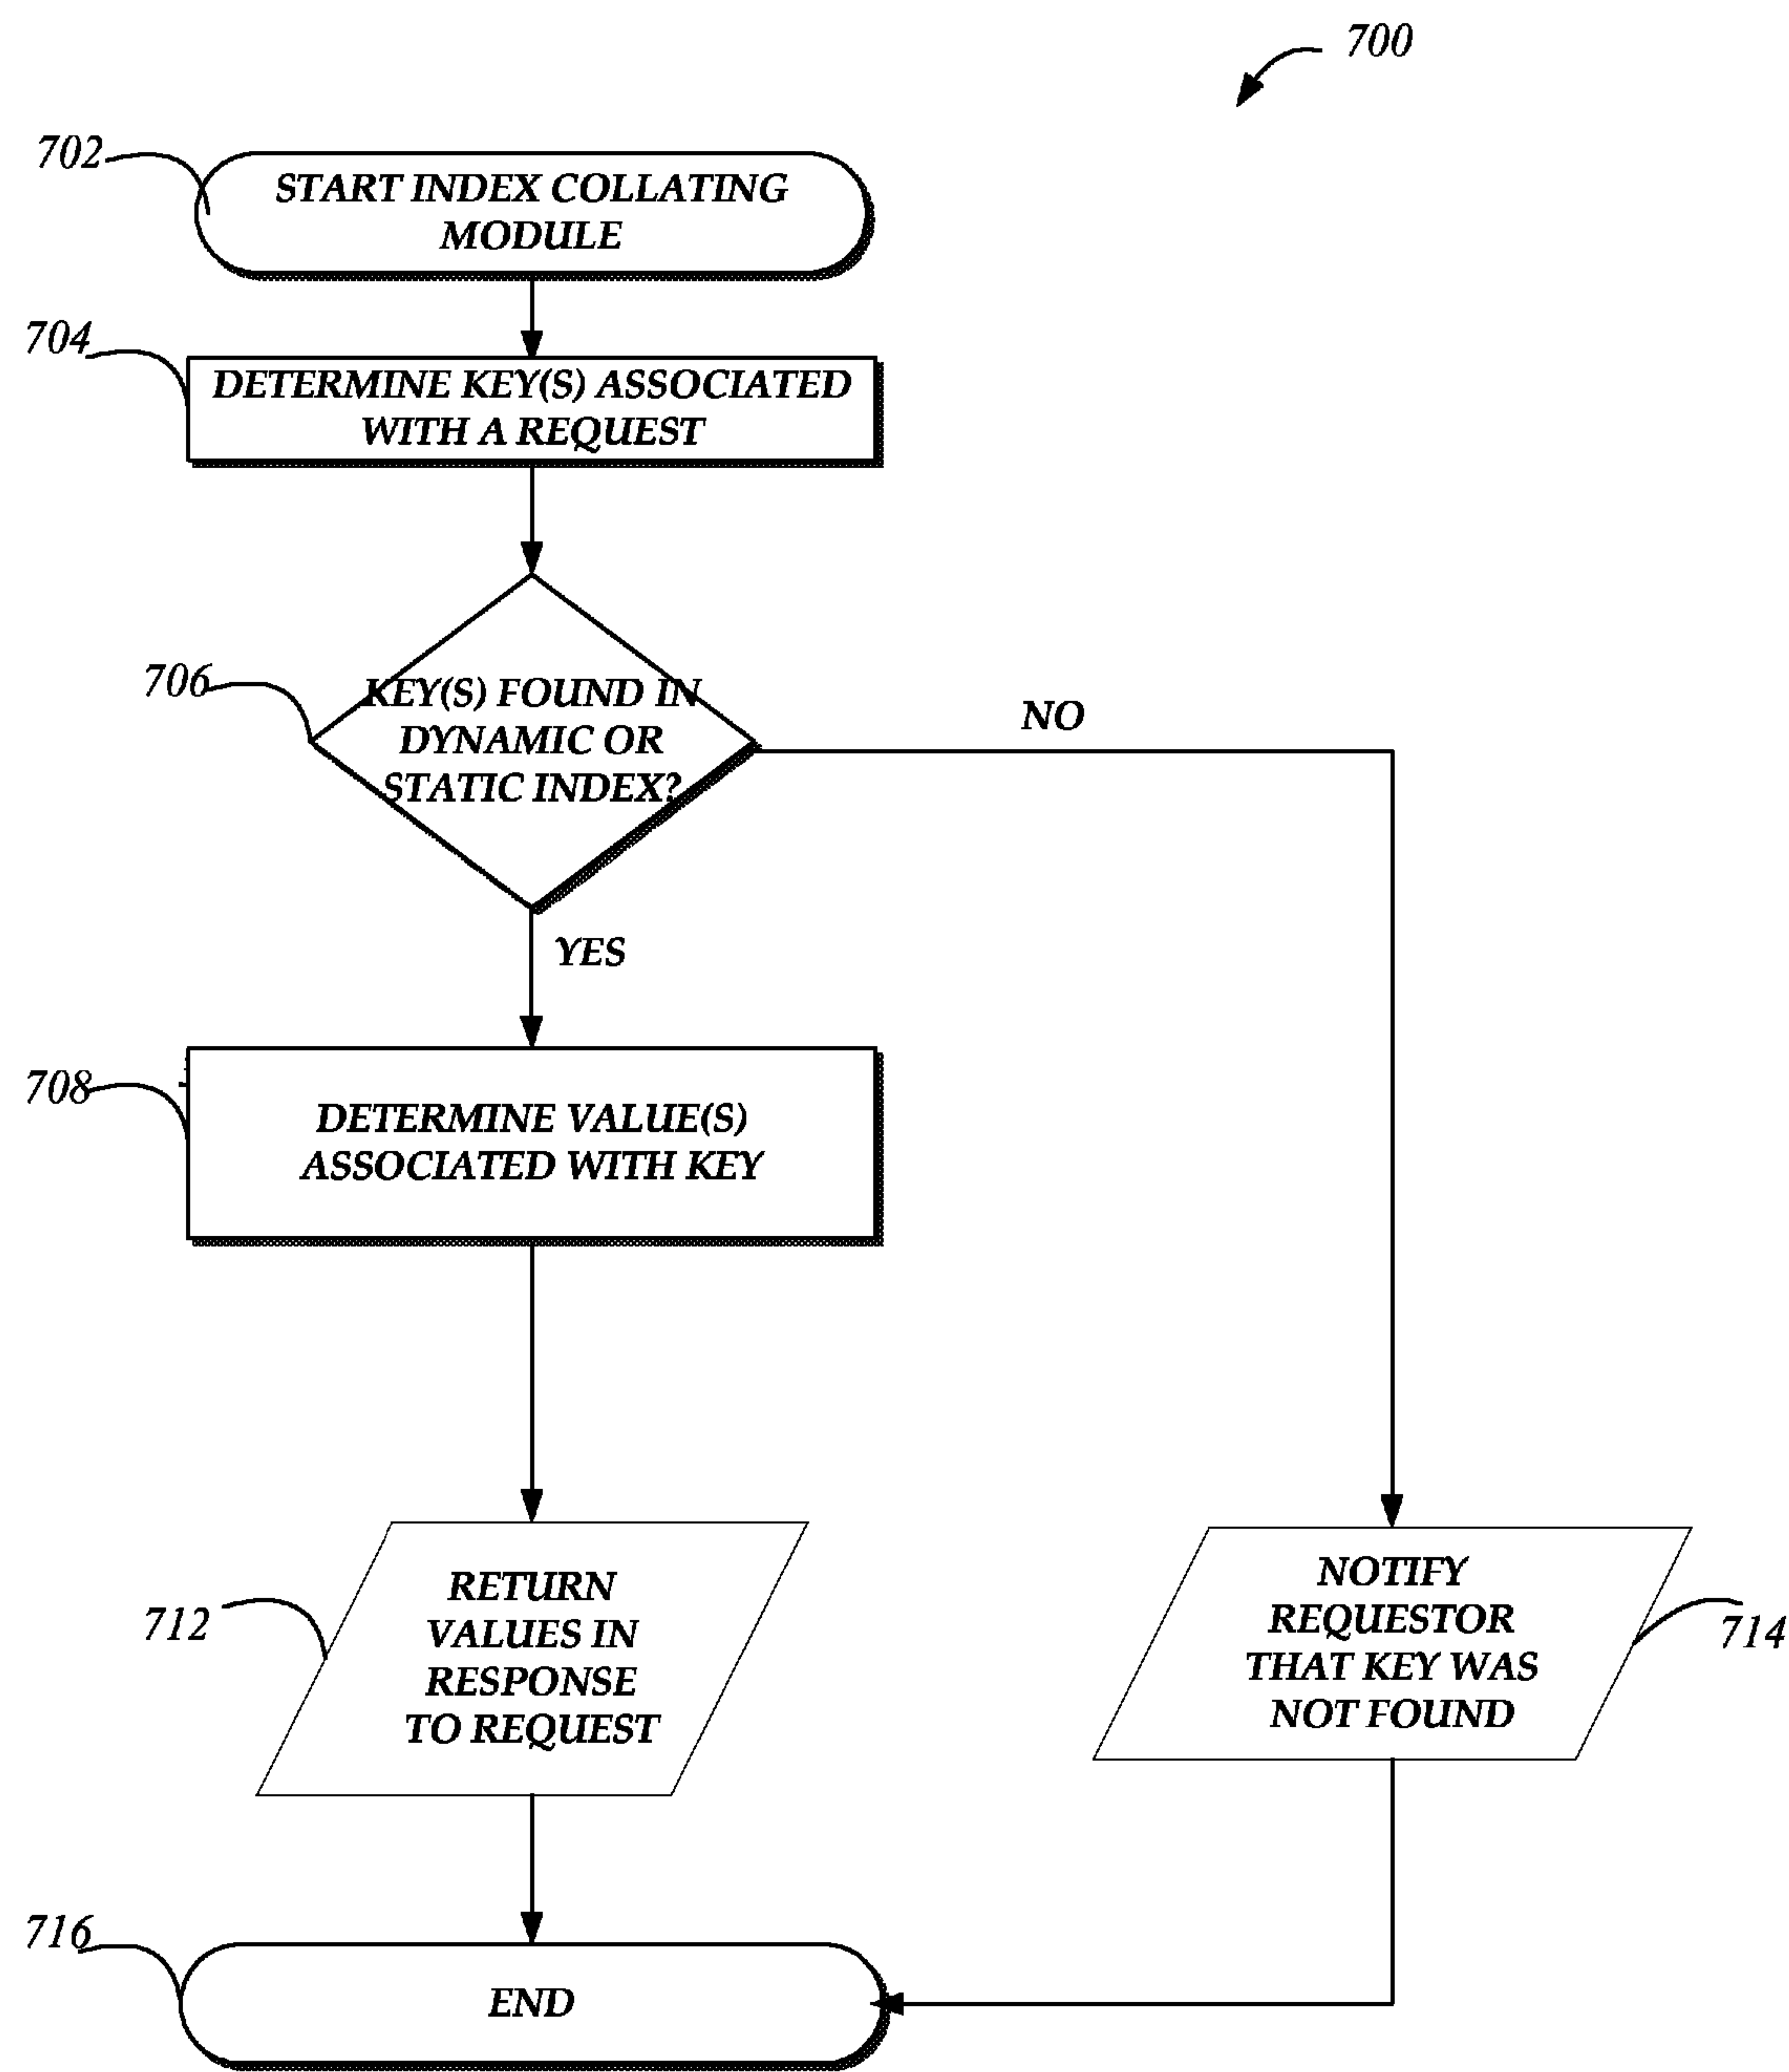 700
702
START INDEX COLLATING
MODULE
704
DETERMINE KEY(S) ASSOCIATED
WITH A REQUEST
706
KEY(S) FOUND IN
DYNAMIC OR
STATIC INDEX?
NO
YES
708
DETERMINE VALUE(S)
ASSOCIATED WITH KEY
712
RETURN
VALUES IN
RESPONSE
TO REQUEST
NOTIFY
REQUESTOR
THAT KEY WAS
NOT FOUND
714
716
END